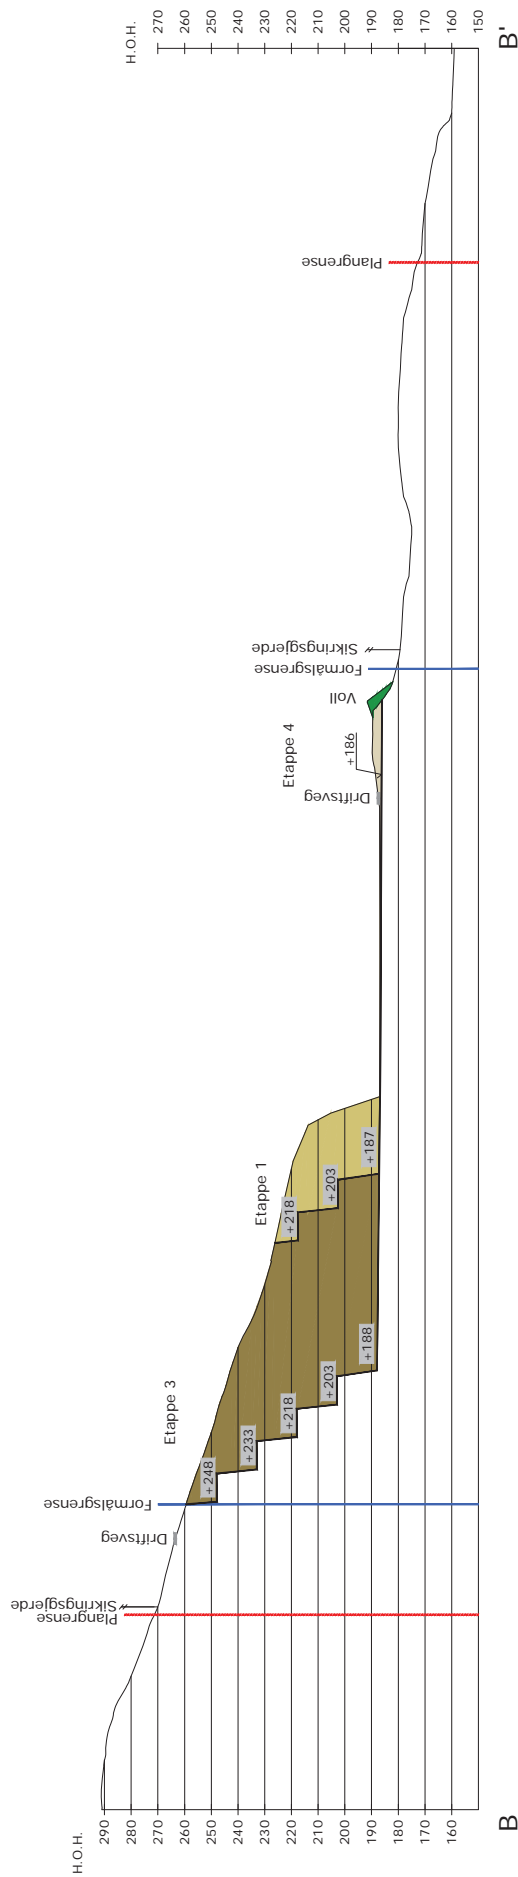 H.O.H.
290
280
270
260
250
240
230
220
210
200
190
180
170
160
B
Plangrense
Sikringsgjerde
Driftsveg
Formålsgrense
Etappe 3
+248
+233
+218
+203
+188
Etappe 1
+218
+203
+187
Driftsveg
Etappe 4
+186
Voll
Formålsgrense
Sikringsgjerde
Plangrense
H.O.H.
270
260
250
240
230
220
210
200
190
180
170
160
150
B'